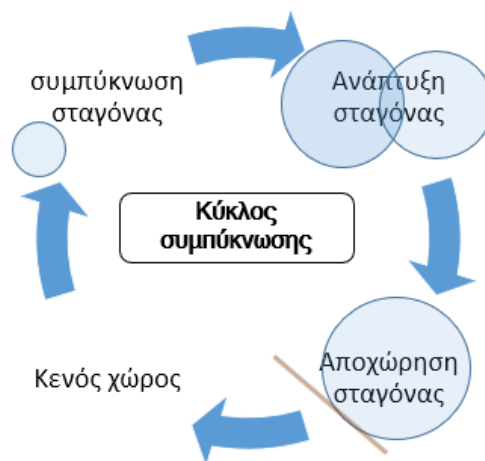 συμπύκνωση
σταγόνας
Ανάπτυξη
σταγόνας
Κύκλος
συμπύκνωσης
Αποχώρηση
σταγόνας
Κενός χώρος